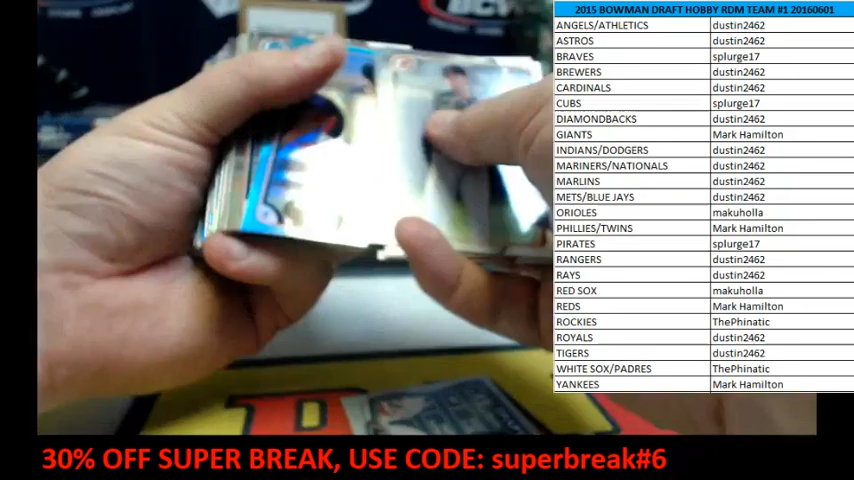 2015 BOWMAN DRAFT HOBBY RDM TEAM #1 20160601
ANGELS/ATHLETICS dustin2462
ASTROS dustin2462
BRAVES splurge17
BREWERS dustin2462
CARDINALS dustin2462
CUBS splurge17
DIAMONDBACKS dustin2462
GIANTS Mark Hamilton
INDIANS/DODGERS dustin2462
MARINERS/NATIONALS dustin2462
MARLINS dustin2462
METS/BLUE JAYS dustin2462
ORIOLES makuholla
PHILLIES/TWINS Mark Hamilton
PIRATES splurge17
RANGERS dustin2462
RAYS dustin2462
RED SOX makuholla
REDS Mark Hamilton
ROCKIES ThePhinatic
ROYALS dustin2462
TIGERS dustin2462
WHITE SOX/PADRES ThePhinatic
YANKEES Mark Hamilton
30% OFF SUPER BREAK, USE CODE: superbreak#6